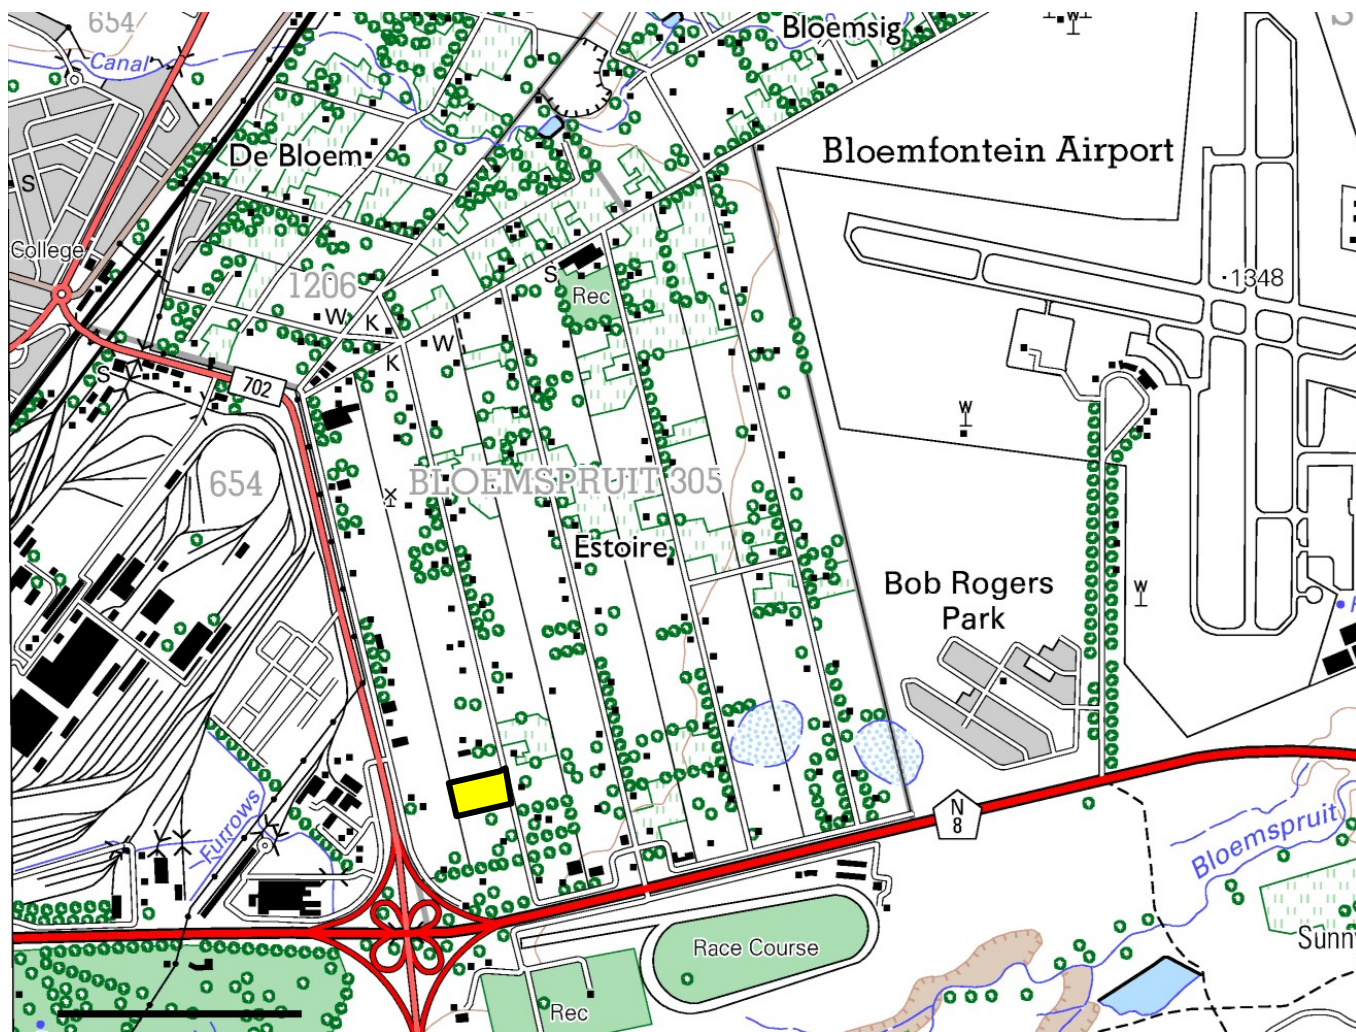 654
Bloemsig
W
S
Canal
De Bloem
Bloemfontein Airport
S
College
1348
1206
S
Rec
W
K
W
K
S
702
W
654
BLOEMSPRUIT 305
Estoire
Bob Rogers
Park
W
Furrows
N
8
Bloemspruit
Race Course
Sunny
Rec